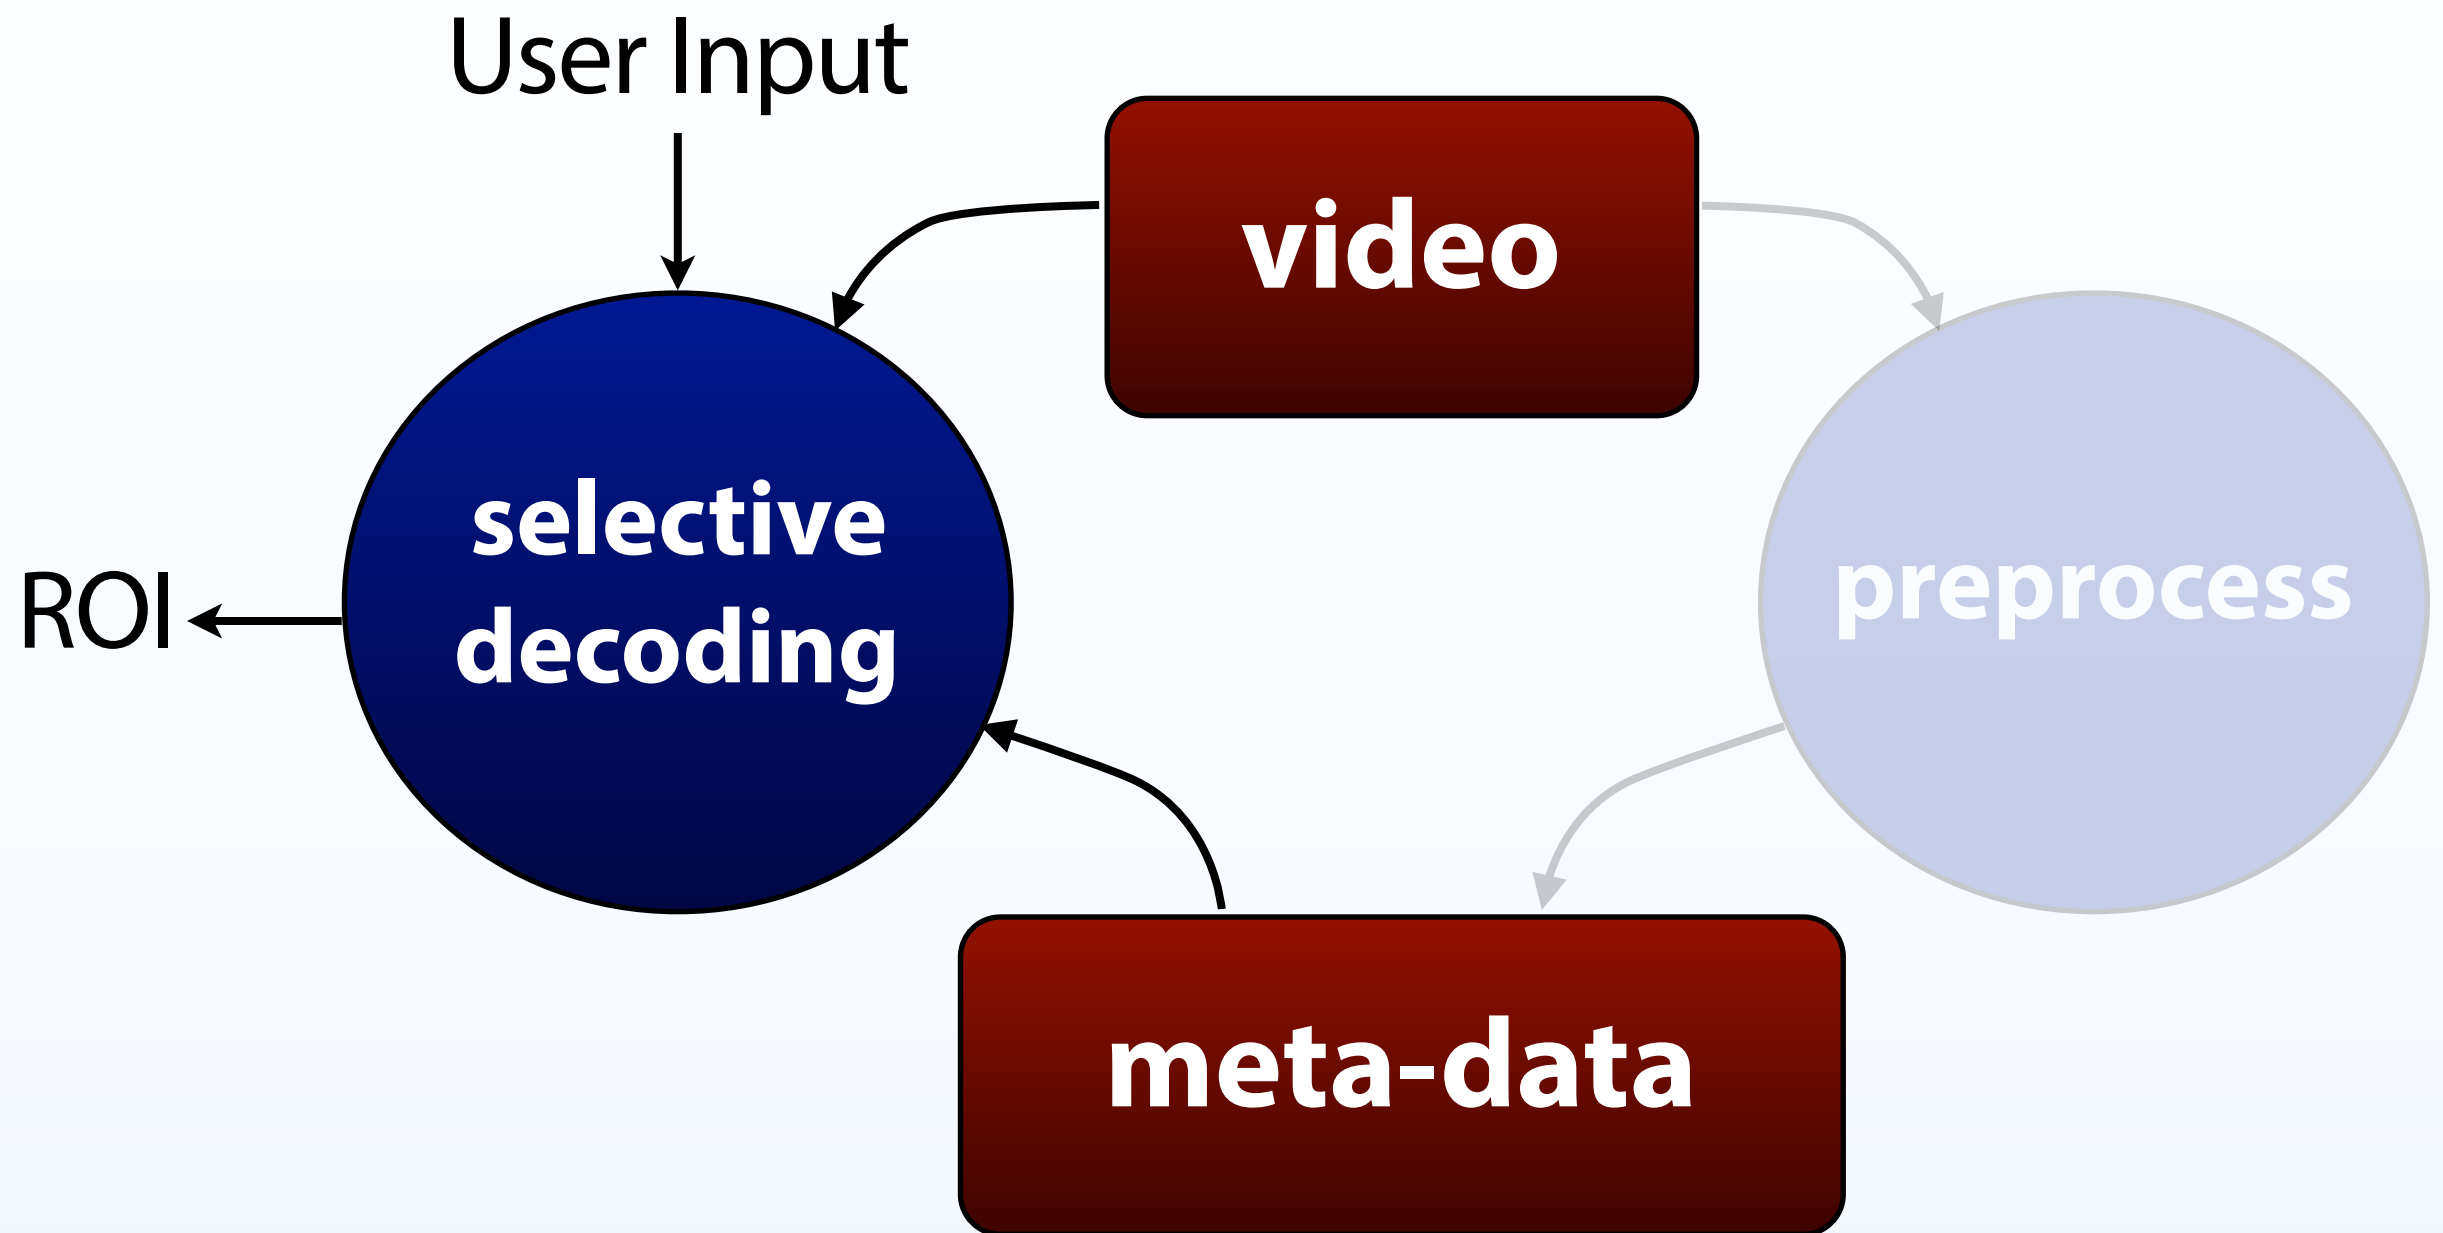 User Input
video
selective
decoding
ROI
preprocess
meta-data